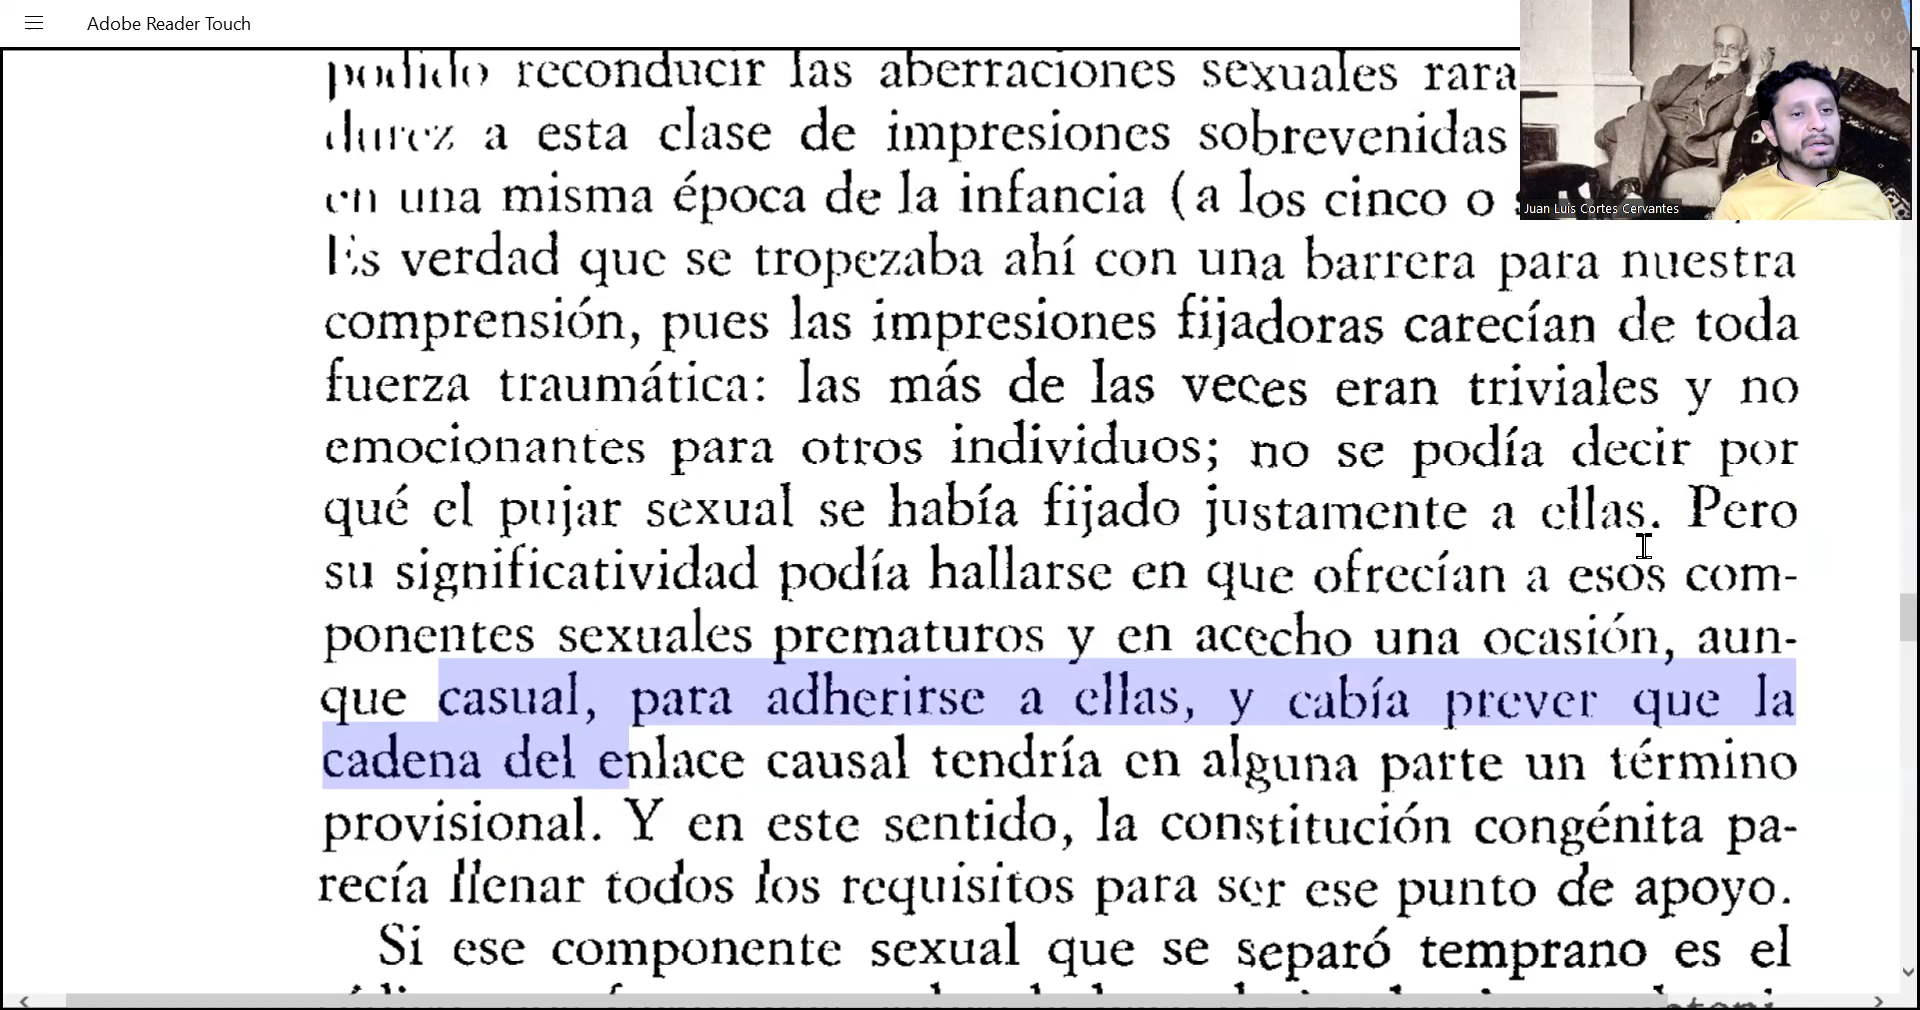 Adobe Reader Touch
podido reconducir las aberraciones sexuales rara
durez a esta clase de impresiones sobrevenidas
en una misma época de la infancia (a los cinco o
Juan Luis Cortes Cervantes
Es verdad que se tropezaba ahí con una barrera para nuestra
comprensión, pues las impresiones fijadoras carecían de toda
fuerza traumática: las más de las veces eran triviales y no
emocionantes para otros individuos; no se podía decir por
qué el pujar sexual se había fijado justamente a ellas. Pero
su significatividad podía hallarse en que ofrecían a esos com-
ponentes sexuales prematuros y en acecho una ocasión, aun-
que casual, para adherirse a ellas, y cabía prever que la
cadena del enlace causal tendría en alguna parte un término
provisional. Y en este sentido, la constitución congénita pa-
recía llenar todos los requisitos para ser ese punto de apoyo.
Si ese componente sexual que se separó temprano es el